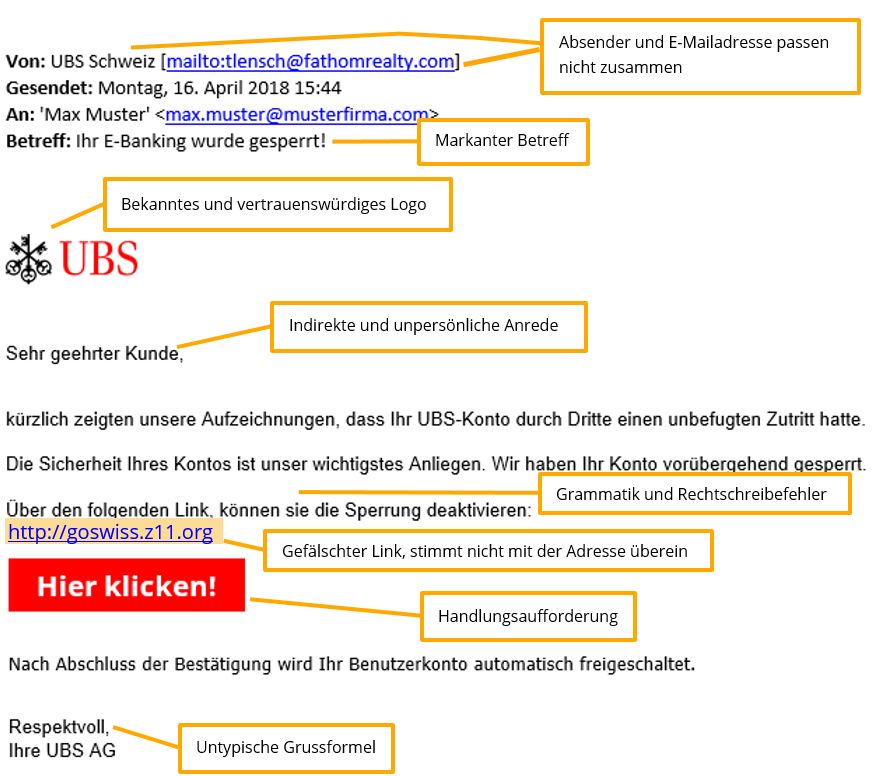 Von: UBS Schweiz [mailto:tlensch@fathomrealty.com]
Absender und E-Mailadresse passen
nicht zusammen
Gesendet: Montag, 16. April 2018 15:44
An: 'Max Muster' <max.muster@musterfirma.com>
Betreff: Ihr E-Banking wurde gesperrt!
Markanter Betreff
Bekanntes und vertrauenswürdiges Logo
UBS
Indirekte und unpersönliche Anrede
Sehr geehrter Kunde,
kürzlich zeigten unsere Aufzeichnungen, dass Ihr UBS-Konto durch Dritte einen unbefugten Zutritt hatte.
Die Sicherheit Ihres Kontos ist unser wichtigstes Anliegen. Wir haben Ihr Konto vorübergehend gesperrt.
Grammatik und Rechtschreibefehler
Über den folgenden Link, können sie die Sperrung deaktivieren:
http://goswiss.z11.org
Gefälschter Link, stimmt nicht mit der Adresse überein
Hier klicken!
Handlungsaufforderung
Nach Abschluss der Bestätigung wird Ihr Benutzerkonto automatisch freigeschaltet.
Respektvoll,
Ihre UBS AG
Untypische Grussformel